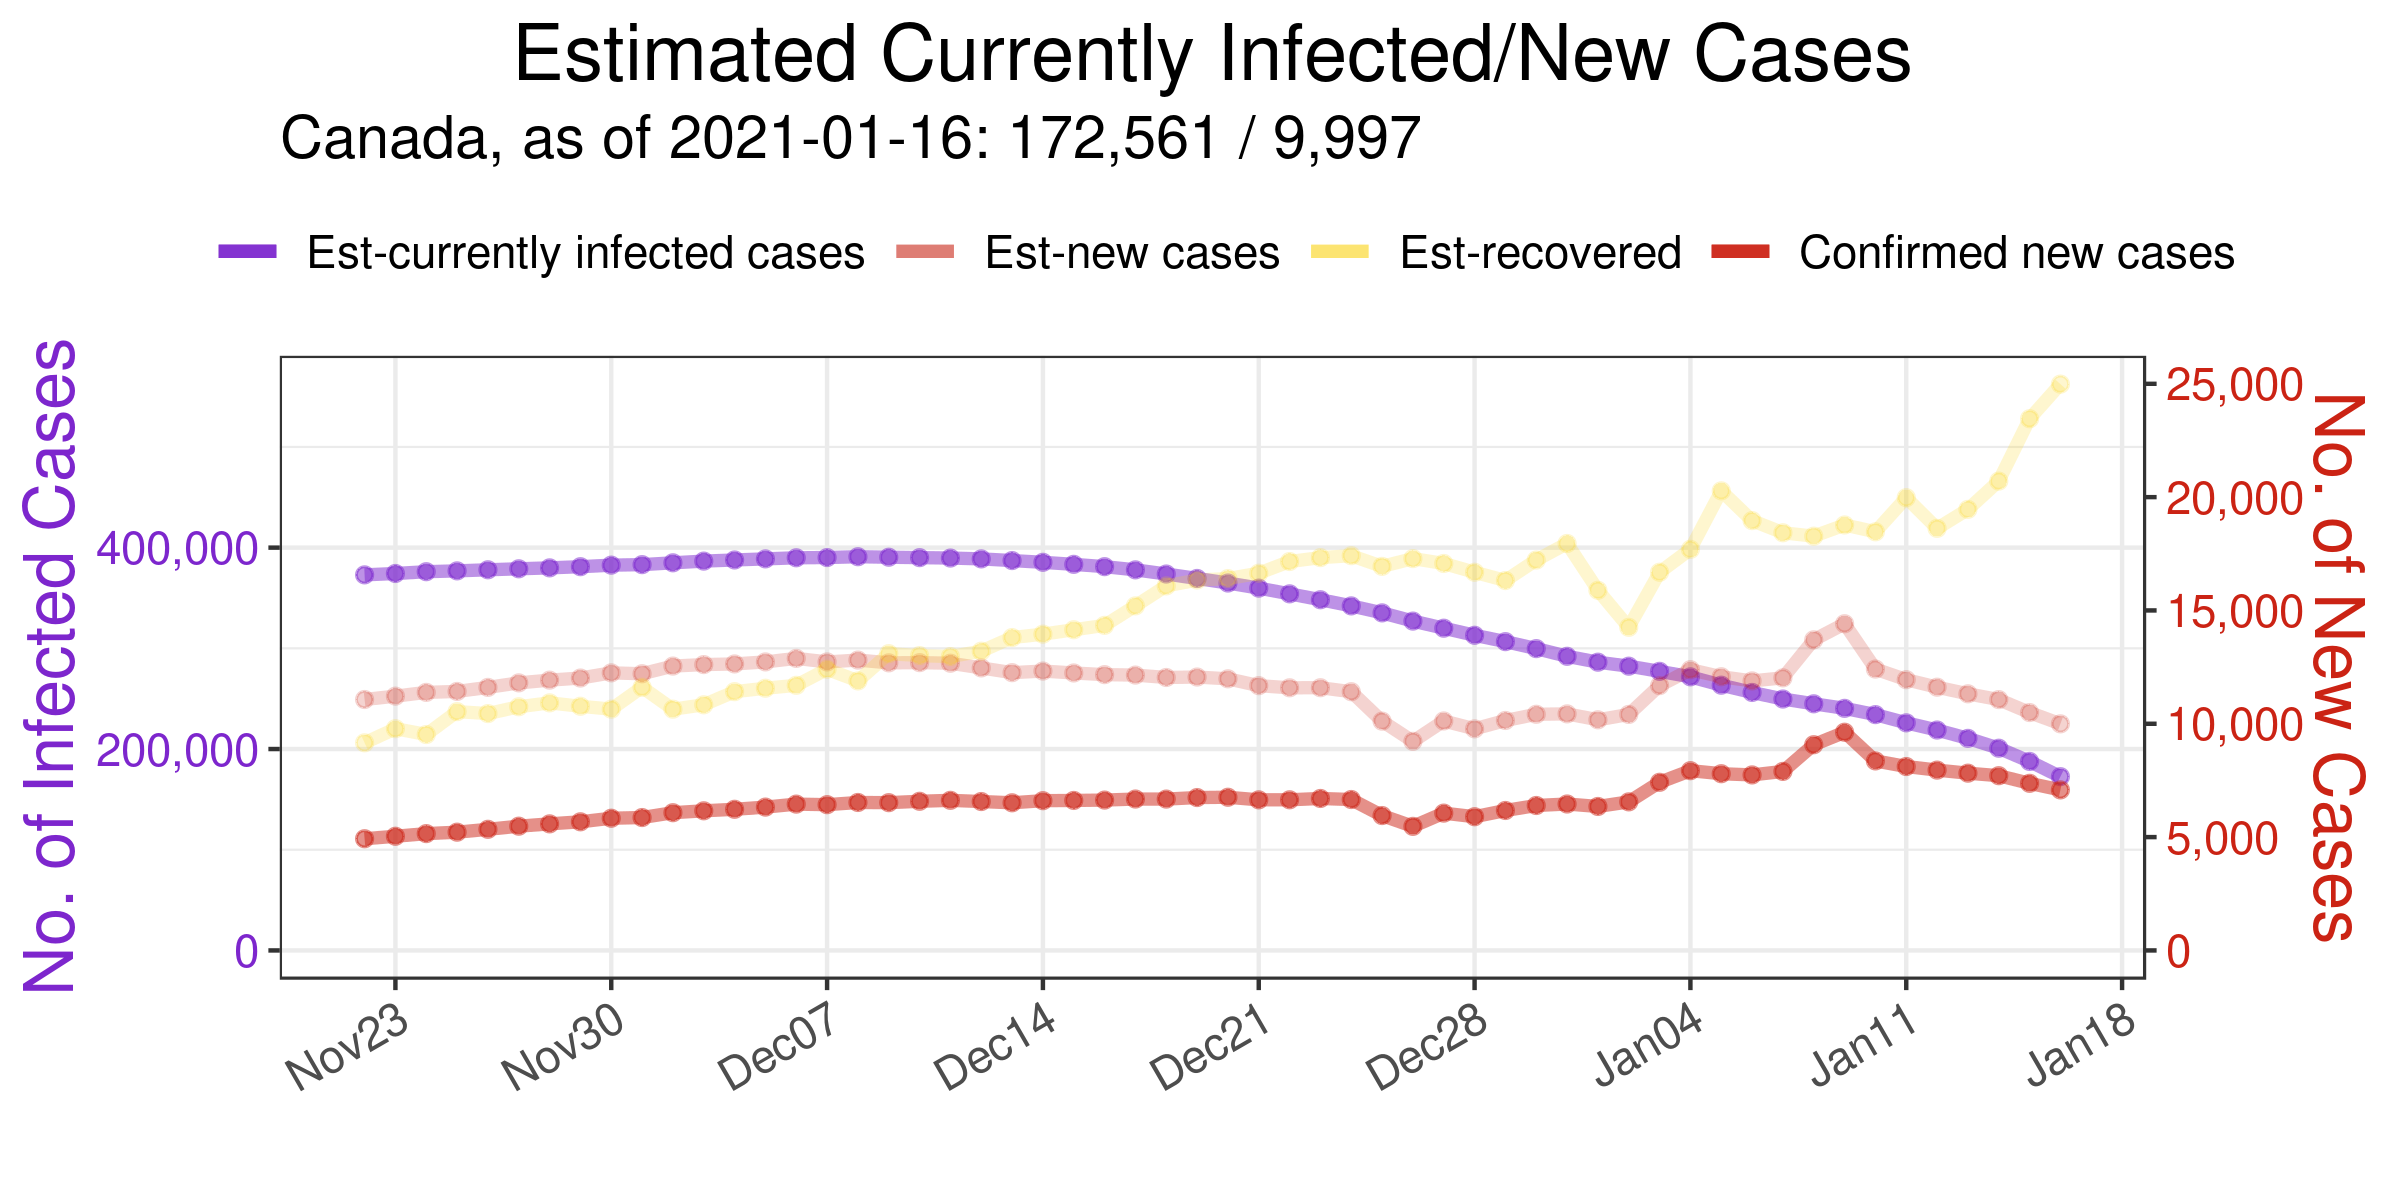 Estimated Currently Infected/New Cases
Canada, as of 2021-01-16: 172,561 / 9,997
Est-currently infected cases Est-new cases Est-recovered Confirmed new cases
No. of Infected Cases
400,000
200,000
0
25,000
20,000
15,000
10,000
5,000
0
No. of New Cases
Nov23 Nov30 Dec07 Dec14 Dec21 Dec28 Jan04 Jan11 Jan18